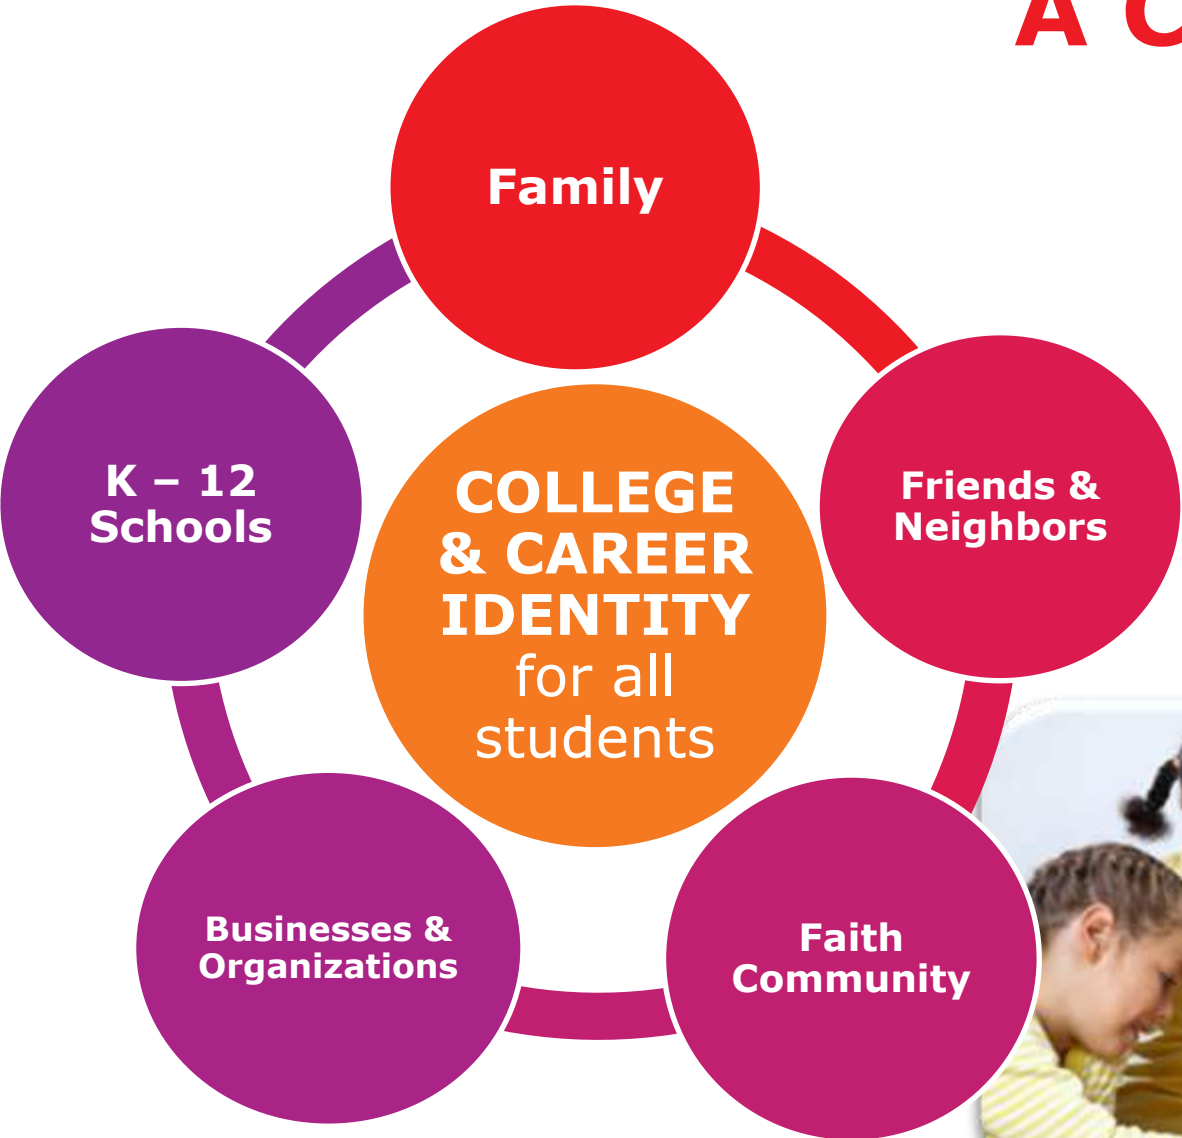 A C
Family
K – 12
Schools
COLLEGE
& CAREER
IDENTITY
for all
students
Friends &
Neighbors
Businesses &
Organizations
Faith
Community